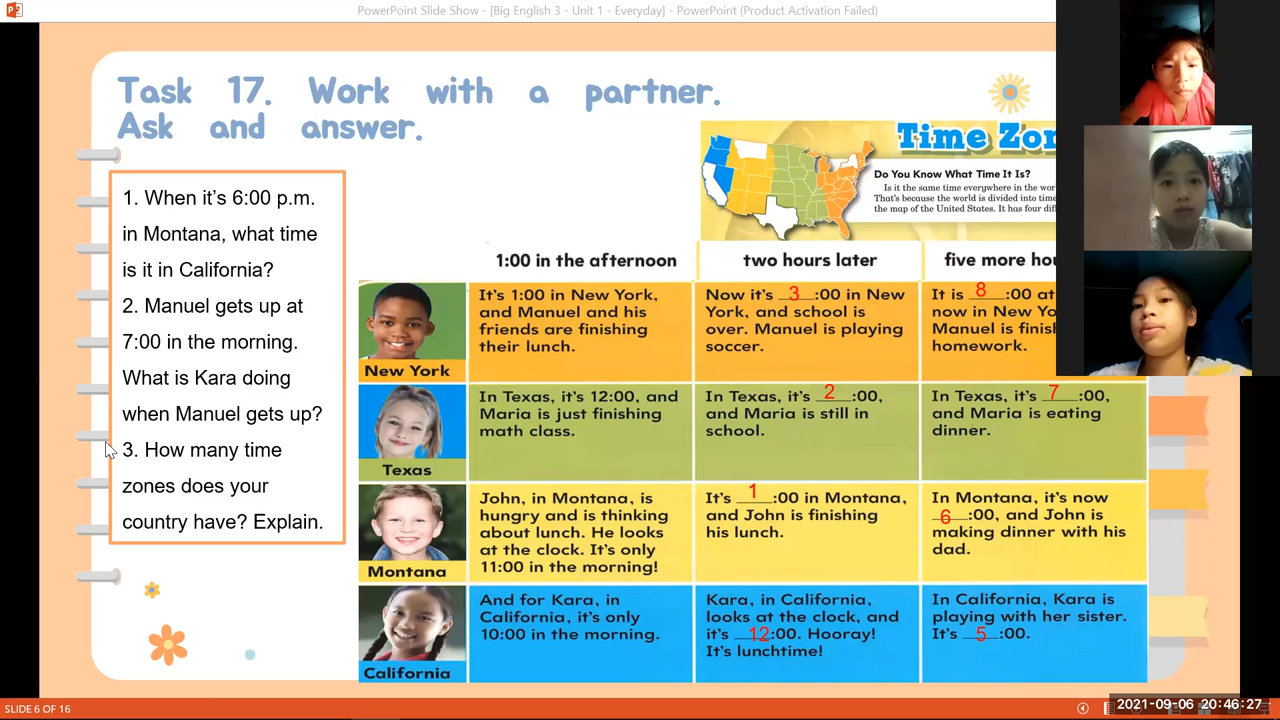 PowerPoint Slide Show - [Big English 3 - Unit 1 - Everyday] - PowerPoint (Product Activation Failed)
Task 17. Work with a partner.
Ask and answer.
1. When it's 6:00 p.m.
in Montana, what time
is it in California?
2. Manuel gets up at
7:00 in the morning.
What is Kara doing
when Manuel gets up?
3. How many time
zones does your
country have? Explain.
Time Zon
Do You Know What Time It Is?
Is it the same time everywhere in the wor
That's because the world is divided into time
the map of the United States. It has four dif
1:00 in the afternoon
two hours later
five more hou
New York
It's 1:00 in New York,
and Manuel and his
friends are finishing
their lunch.
Now it's 3:00 in New
York, and school is
over. Manuel is playing
soccer.
It is 8:00 at
now in New Yo
Manuel is finish
homework.
Texas
In Texas, it's 12:00, and
Maria is just finishing
math class.
In Texas, it's 2:00,
and Maria is still in
school.
In Texas, it's 7:00,
and Maria is eating
dinner.
Montana
John, in Montana, is
hungry and is thinking
about lunch. He looks
at the clock. It's only
11:00 in the morning!
It's 1:00 in Montana,
and John is finishing
his lunch.
In Montana, it's now
6:00, and John is
making dinner with his
dad.
California
And for Kara, in
California, it's only
10:00 in the morning.
Kara, in California,
looks at the clock, and
it's 12:00. Hooray!
It's lunchtime!
In California, Kara is
playing with her sister.
It's 5:00.
SLIDE 6 OF 16
2021-09-06 20:46:27